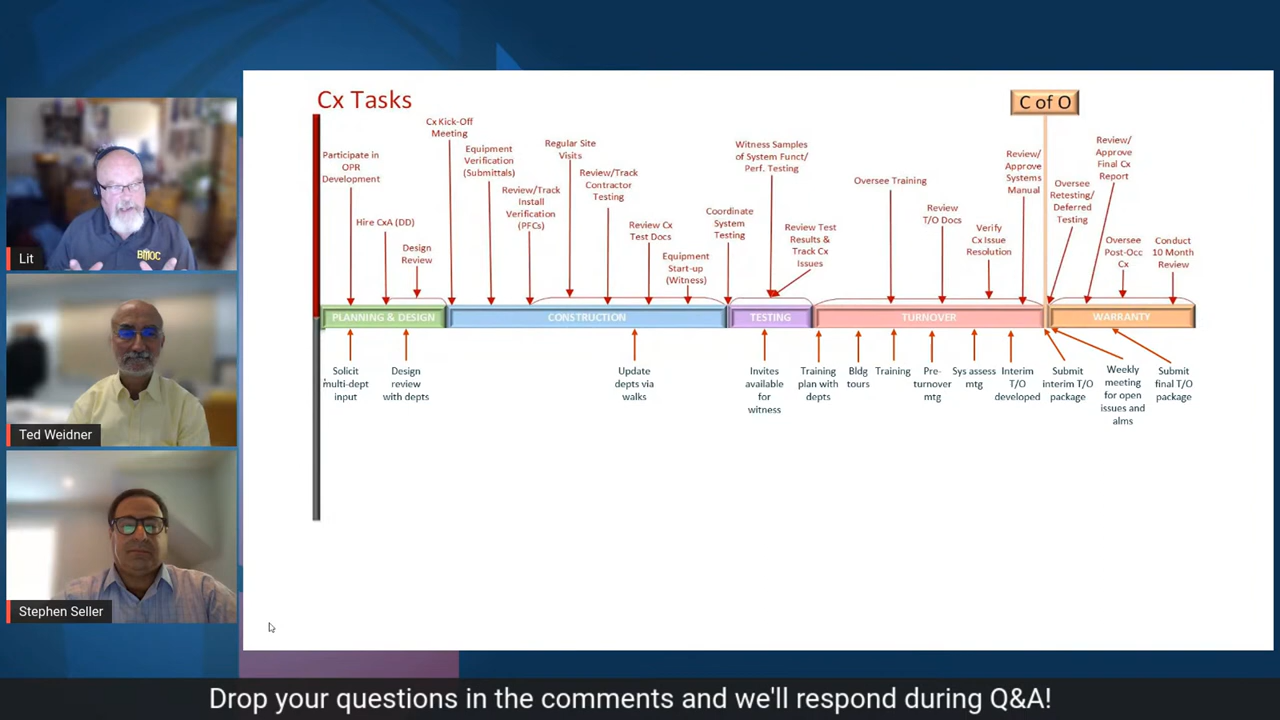 Cx Tasks
C of O
Cx Kick-Off
Meeting
Participate in
OPR
Development
Hire CxA (DD)
Design
Review
Equipment
Verification
(Submittals)
Review/Track
Install
Verification
(PFCs)
Regular Site
Visits
Review/Track
Contractor
Testing
Review Cx
Test Docs
Equipment
Start-up
(Witness)
Coordinate
System
Testing
Witness Samples
of System Funct/
Perf. Testing
Review Test
Results &
Track Cx
Issues
Oversee Training
Review
T/O Docs
Verify
Cx Issue
Resolution
Review/
Approve
Systems
Manual
Oversee
Retesting/
Deferred
Testing
Review/
Approve
Final Cx
Report
Oversee
Post-Occ
Cx
Conduct
10 Month
Review
PLANNING & DESIGN
CONSTRUCTION
TESTING
TURNOVER
WARRANTY
Solicit
multi-dept
input
Design
review
with depts
Update
depts via
walks
Invites
available
for
witness
Training
plan with
depts
Bldg
tours
Training
Pre-
turnover
mtg
Sys assess
mtg
Interim
T/O
developed
Submit
interim T/O
package
Weekly
meeting
for open
issues and
alms
Submit
final T/O
package
BMOC
Lit
Ted Weidner
Stephen Seller
Drop your questions in the comments and we'll respond during Q&A!